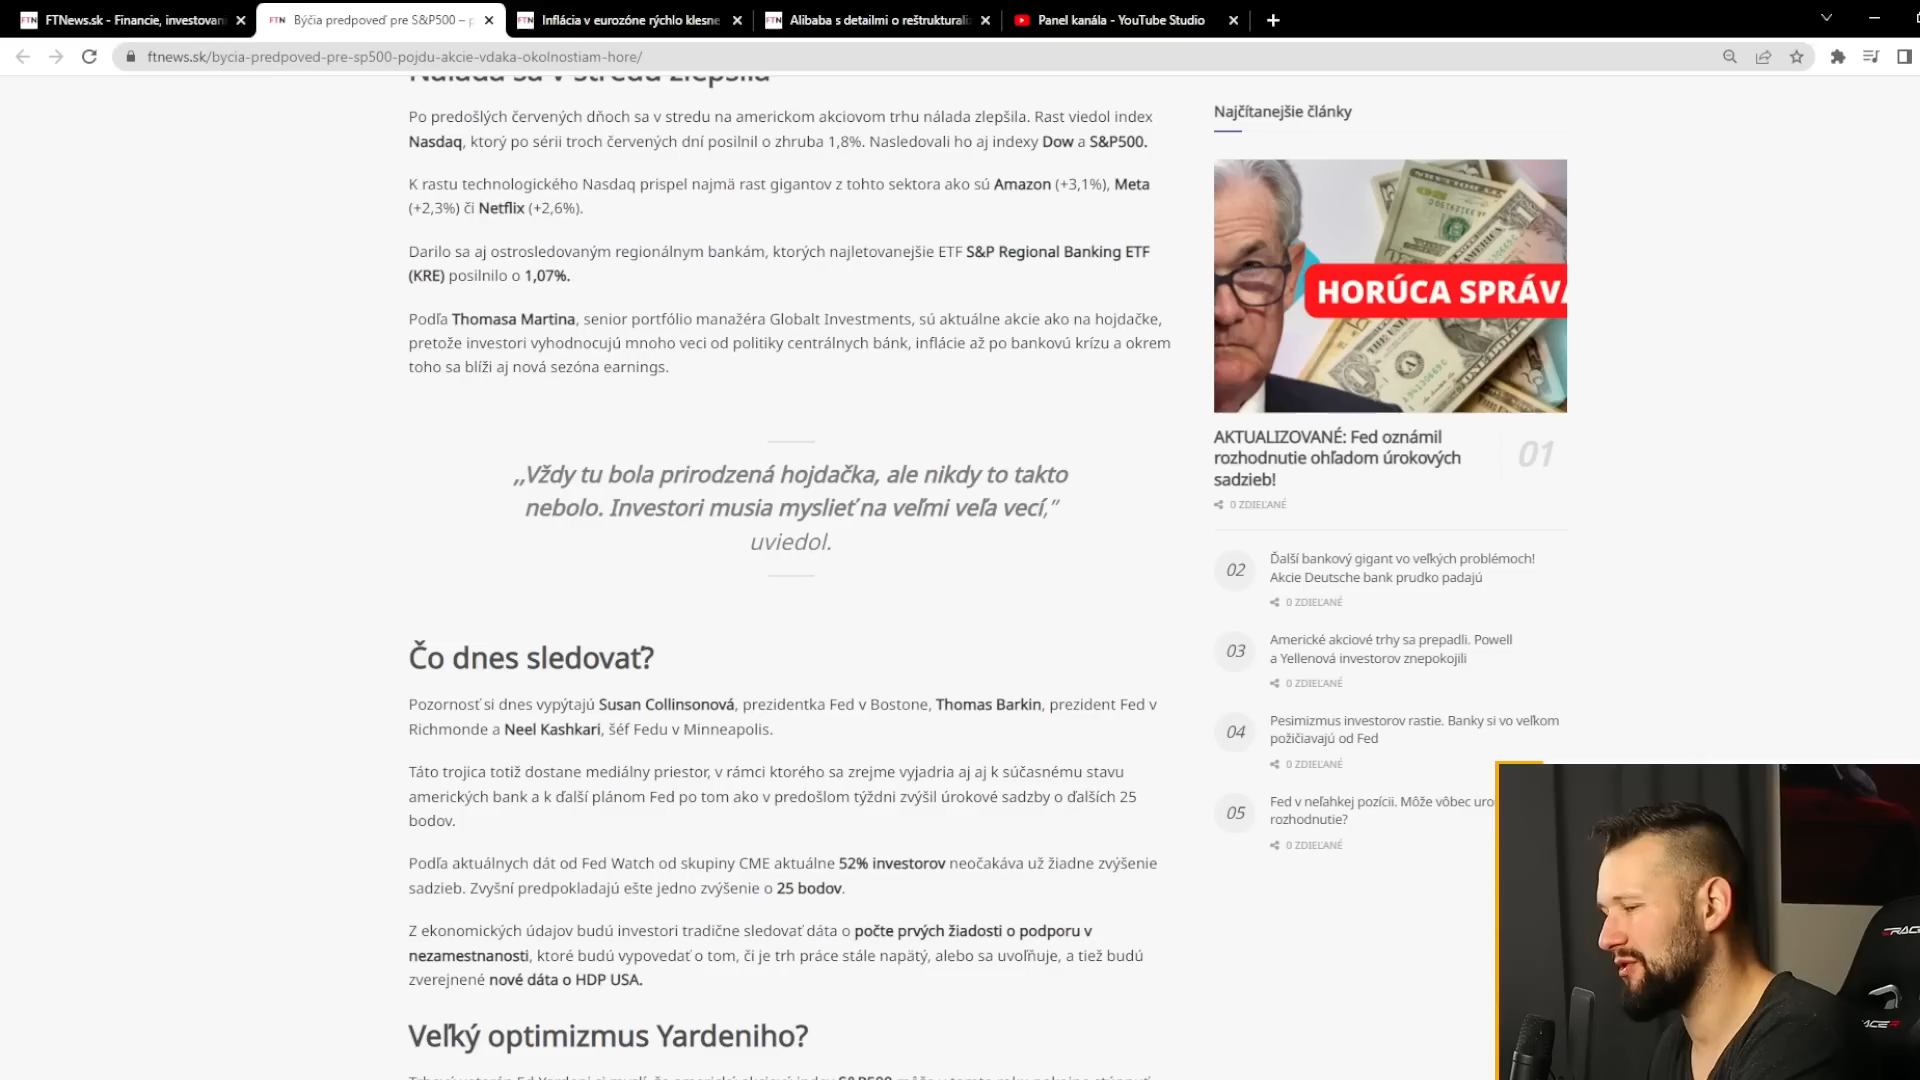 FTNews.sk - Financie, investovan
Býčia predpoveď pre S&P500 – p
Inflácia v eurozóne rýchlo klesne
Alibaba s detailmi o reštrukturali
Panel kanála - YouTube Studio
ftnews.sk/bycia-predpoved-pre-sp500-pojdu-akcie-vdaka-okolnostiam-hore/
Nálada sa v stredu zlepšila
Po predošlých červených dňoch sa v stredu na americkom akciovom trhu nálada zlepšila. Rast viedol index
Nasdaq, ktorý po sérii troch červených dní posilnil o zhruba 1,8%. Nasledovali ho aj indexy Dow a S&P500.
K rastu technologického Nasdaq prispel najmä rast gigantov z tohto sektora ako sú Amazon (+3,1%), Meta
(+2,3%) či Netflix (+2,6%).
Darilo sa aj ostrosledovaným regionálnym bankám, ktorých najletovanejšie ETF S&P Regional Banking ETF
(KRE) posilnilo o 1,07%.
Podľa Thomasa Martina, senior portfólio manažéra Globalt Investments, sú aktuálne akcie ako na hojdačke,
pretože investori vyhodnocujú mnoho veci od politiky centrálnych bánk, inflácie až po bankovú krízu a okrem
toho sa blíži aj nová sezóna earnings.
„Vždy tu bola prirodzená hojdačka, ale nikdy to takto
nebolo. Investori musia myslieť na veľmi veľa vecí,“
uviedol.
Čo dnes sledovať?
Pozornosť si dnes vypýtajú Susan Collinsonová, prezidentka Fed v Bostone, Thomas Barkin, prezident Fed v
Richmonde a Neel Kashkari, šéf Fedu v Minneapolis.
Táto trojica totiž dostane mediálny priestor, v rámci ktorého sa zrejme vyjadria aj aj k súčasnému stavu
amerických bank a k ďalší plánom Fed po tom ako v predošlom týždni zvýšil úrokové sadzby o ďalších 25
bodov.
Podľa aktuálnych dát od Fed Watch od skupiny CME aktuálne 52% investorov neočakáva už žiadne zvýšenie
sadzieb. Zvyšní predpokladajú ešte jedno zvýšenie o 25 bodov.
Z ekonomických údajov budú investori tradične sledovať dáta o počte prvých žiadosti o podporu v
nezamestnanosti, ktoré budú vypovedať o tom, či je trh práce stále napätý, alebo sa uvoľňuje, a tiež budú
zverejnené nové dáta o HDP USA.
Veľký optimizmus Yardeniho?
Najčítanejšie články
HORÚCA SPRÁVA
AKTUALIZOVANÉ: Fed oznámil
rozhodnutie ohľadom úrokových
sadzieb!
01
0 ZDIEĽANÉ
02
Ďalší bankový gigant vo veľkých problémoch!
Akcie Deutsche bank prudko padajú
0 ZDIEĽANÉ
03
Americké akciové trhy sa prepadli. Powell
a Yellenová investorov znepokojili
0 ZDIEĽANÉ
04
Pesimizmus investorov rastie. Banky si vo veľkom
požičiavajú od Fed
0 ZDIEĽANÉ
05
Fed v neľahkej pozícii. Môže vôbec uro
rozhodnutie?
0 ZDIEĽANÉ